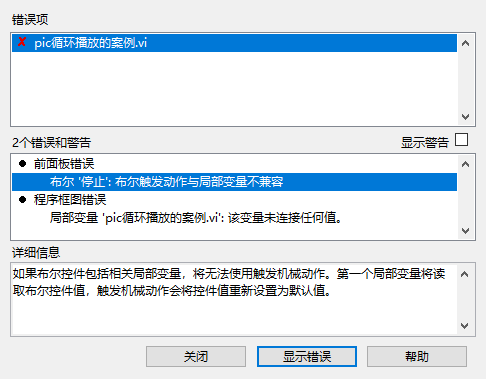 错误项
pic循环播放的案例.vi
2个错误和警告
显示警告
前面板错误
布尔 '停止': 布尔触发动作与局部变量不兼容
程序框图错误
局部变量 'pic循环播放的案例.vi': 该变量未连接任何值。
详细信息
如果布尔控件包括相关局部变量，将无法使用触发机械动作。第一个局部变量将读
取布尔控件值，触发机械动作会将控件值重新设置为默认值。
关闭
显示错误
帮助